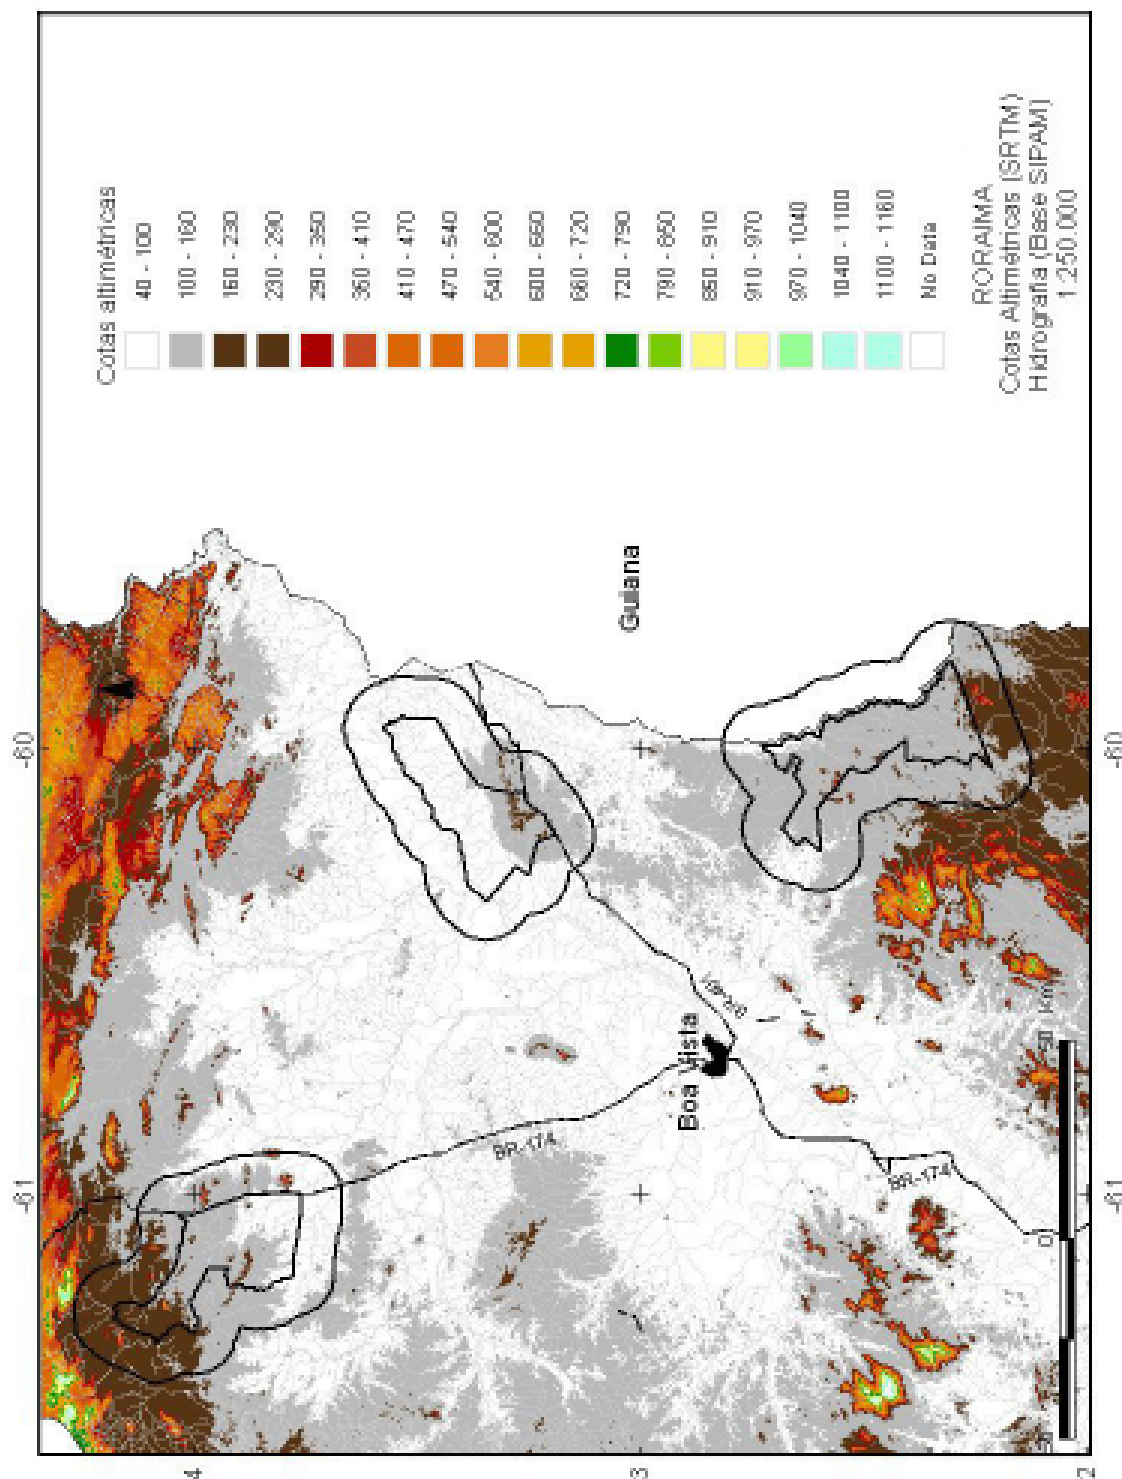 Cotas altimétricas
40 - 100
100 - 160
160 - 230
230 - 290
290 - 350
350 - 410
410 - 470
470 - 540
540 - 600
600 - 660
660 - 720
720 - 790
790 - 850
850 - 910
910 - 970
970 - 1040
1040 - 1100
1100 - 1160
No Data
RORAIMA
Cotas Altimétricas (SRTM)
Hidrografia (Base SIPAM)
1:250.000
Guiana
-60
-60
-61
-61
4
3
2
Boa Vista
BR-174
BR-174
BR-401
50 Km
0